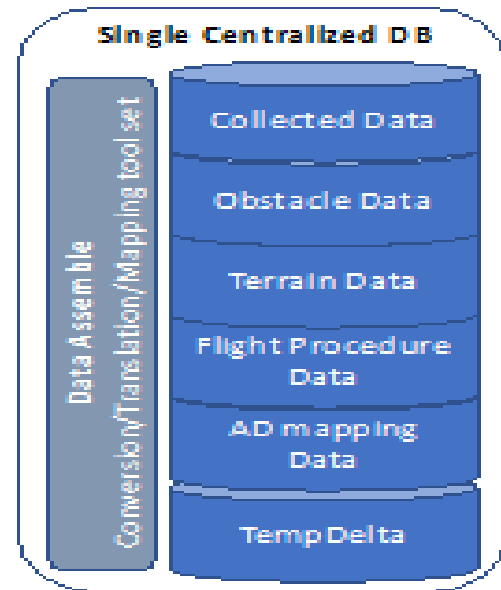 Single Centralized DB
Data Assemble
Conversion/Translation/Mapping tool set
Collected Data
Obstacle Data
Terrain Data
Flight Procedure
Data
AD mapping
Data
Temp Delta